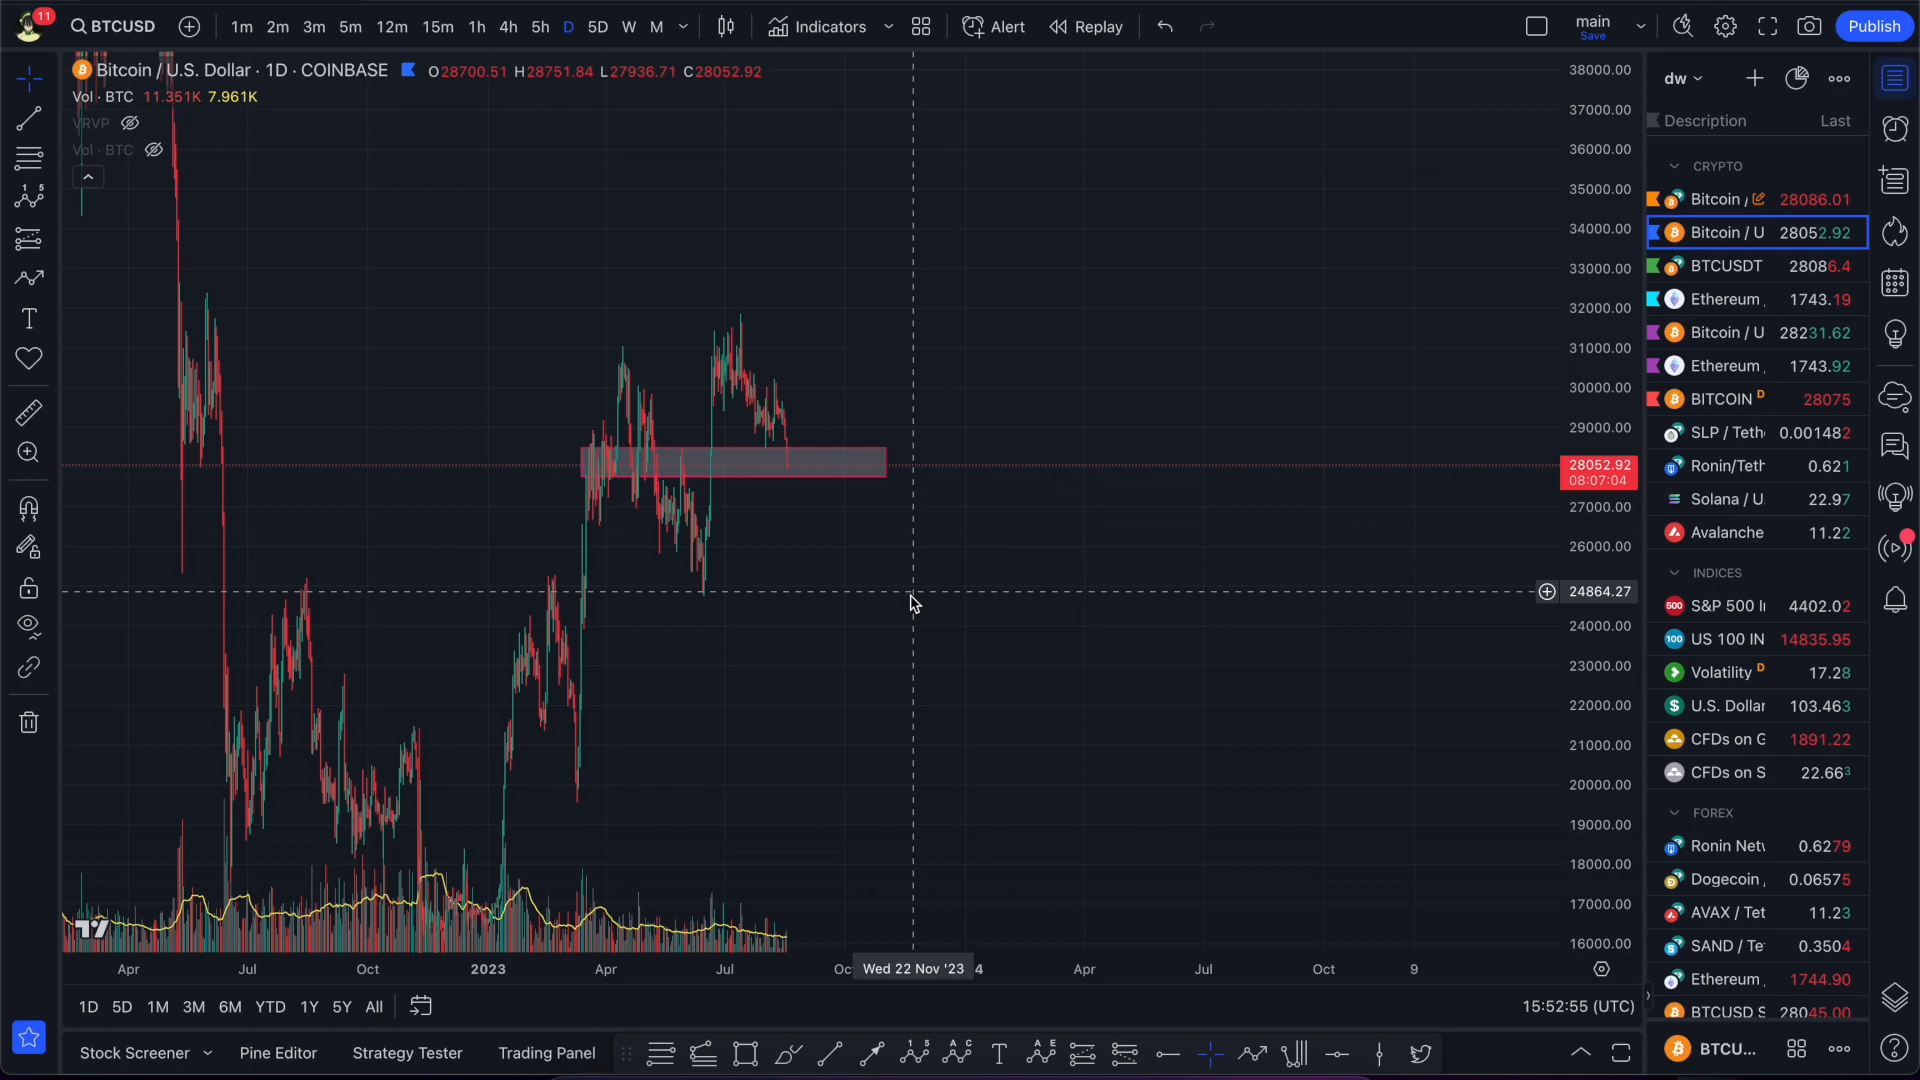 11
BTCUSD
1m 2m 3m 5m 12m 15m 1h 4h 5h D 5D W M
Indicators
Alert
Replay
main
Save
Publish
Bitcoin / U.S. Dollar · 1D · COINBASE
O28700.51 H28751.84 L27936.71 C28052.92
Vol · BTC 11.351K 7.961K
VRVP
Vol · BTC
38000.00
37000.00
36000.00
35000.00
34000.00
33000.00
32000.00
31000.00
30000.00
29000.00
28052.92
08:07:04
27000.00
26000.00
24864.27
24000.00
23000.00
22000.00
21000.00
20000.00
19000.00
18000.00
17000.00
16000.00
Apr Jul Oct 2023 Apr Jul Oc Wed 22 Nov '23 4 Apr Jul Oct 9
1D 5D 1M 3M 6M YTD 1Y 5Y All
15:52:55 (UTC)
Stock Screener
Pine Editor
Strategy Tester
Trading Panel
dw
Description Last
CRYPTO
Bitcoin / 28086.01
Bitcoin / U 28052.92
BTCUSDT 28086.4
Ethereum 1743.19
Bitcoin / U 28231.62
Ethereum 1743.92
BITCOIN D 28075
SLP / Teth 0.001482
Ronin/Teth 0.621
Solana / U 22.97
Avalanche 11.22
INDICES
500 S&P 500 I 4402.02
100 US 100 IN 14835.95
Volatility D 17.28
U.S. Dollar 103.463
CFDs on G 1891.22
CFDs on S 22.663
FOREX
Ronin Netv 0.6279
Dogecoin 0.06575
AVAX / Tet 11.23
SAND / Te 0.3504
Ethereum 1744.90
BTCUSD S 28045.00
BTCU...